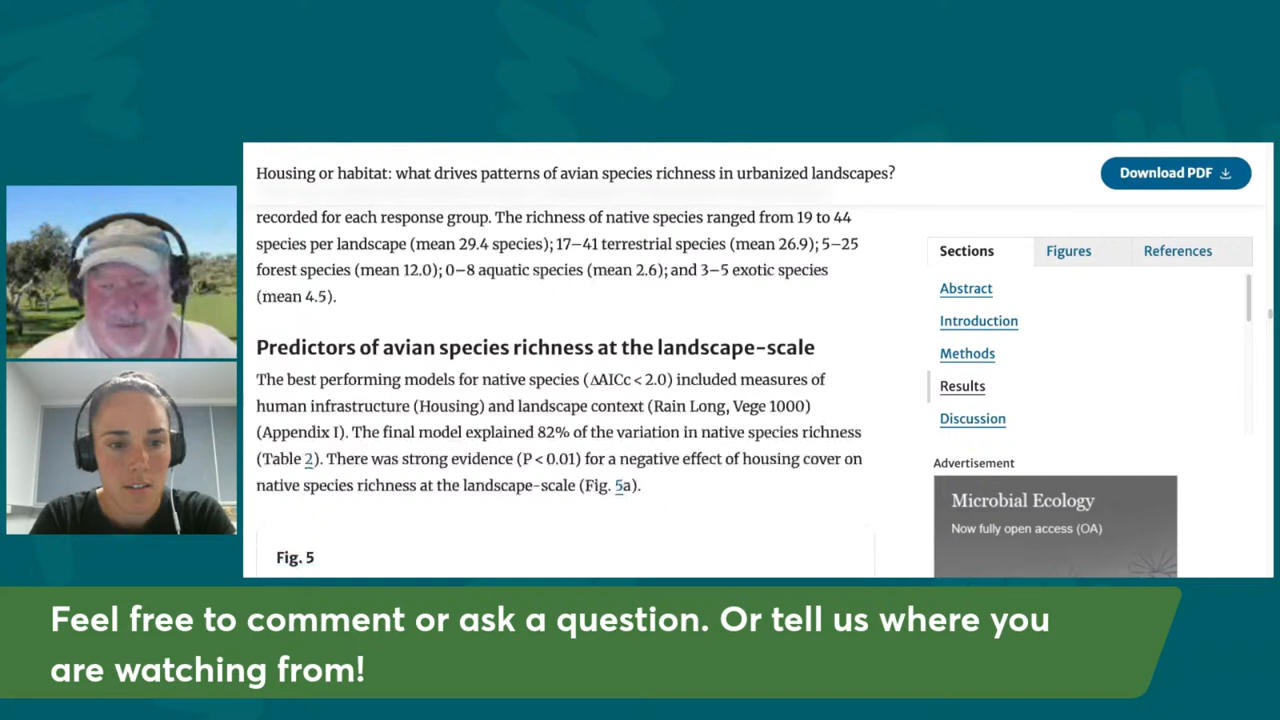 Housing or habitat: what drives patterns of avian species richness in urbanized landscapes?
Download PDF
recorded for each response group. The richness of native species ranged from 19 to 44
species per landscape (mean 29.4 species); 17–41 terrestrial species (mean 26.9); 5–25
forest species (mean 12.0); 0–8 aquatic species (mean 2.6); and 3–5 exotic species
(mean 4.5).
Predictors of avian species richness at the landscape-scale
The best performing models for native species (ΔAICc < 2.0) included measures of
human infrastructure (Housing) and landscape context (Rain Long, Vege 1000)
(Appendix I). The final model explained 82% of the variation in native species richness
(Table 2). There was strong evidence (P < 0.01) for a negative effect of housing cover on
native species richness at the landscape-scale (Fig. 5a).
Fig. 5
Sections
Figures
References
Abstract
Introduction
Methods
Results
Discussion
Advertisement
Microbial Ecology
Now fully open access (OA)
Feel free to comment or ask a question. Or tell us where you
are watching from!